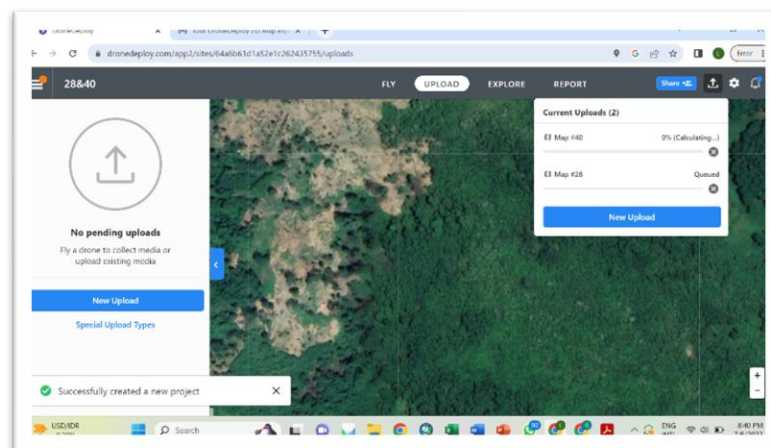 dronedeploy.com/app2/sites/64a6b61d1a52e1c262435755/uploads
Error
28&40
FLY
UPLOAD
EXPLORE
REPORT
Share
Current Uploads (2)
Map #40
0% (Calculating...)
Map #28
Queued
New Upload
No pending uploads
Fly a drone to collect media or
upload existing media
New Upload
Special Upload Types
+
-
Successfully created a new project
USD/IDR
Search
ENG
8:40 PM